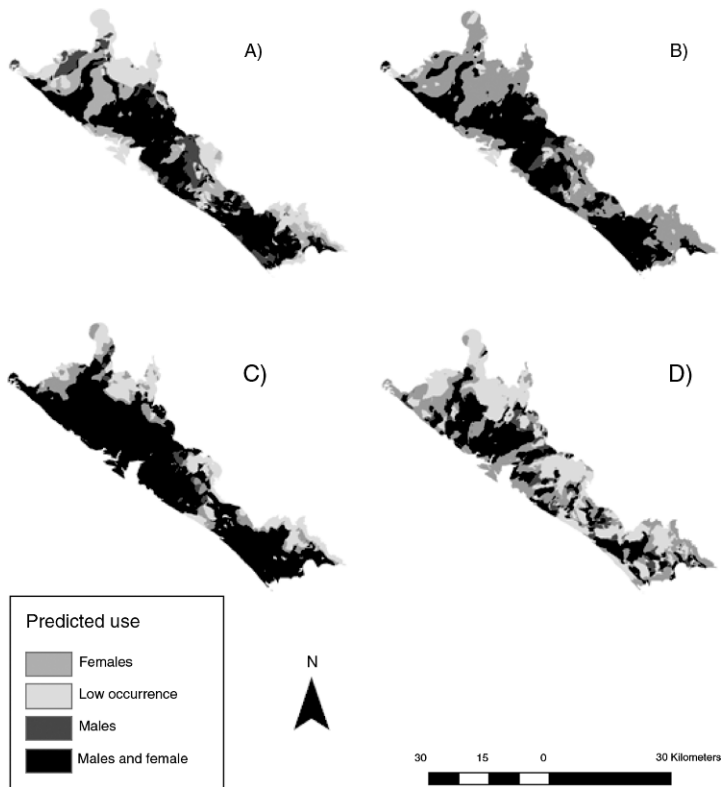 A)
B)
C)
D)
Predicted use
Females
Low occurrence
Males
Males and female
N
30 15 0 30 Kilometers